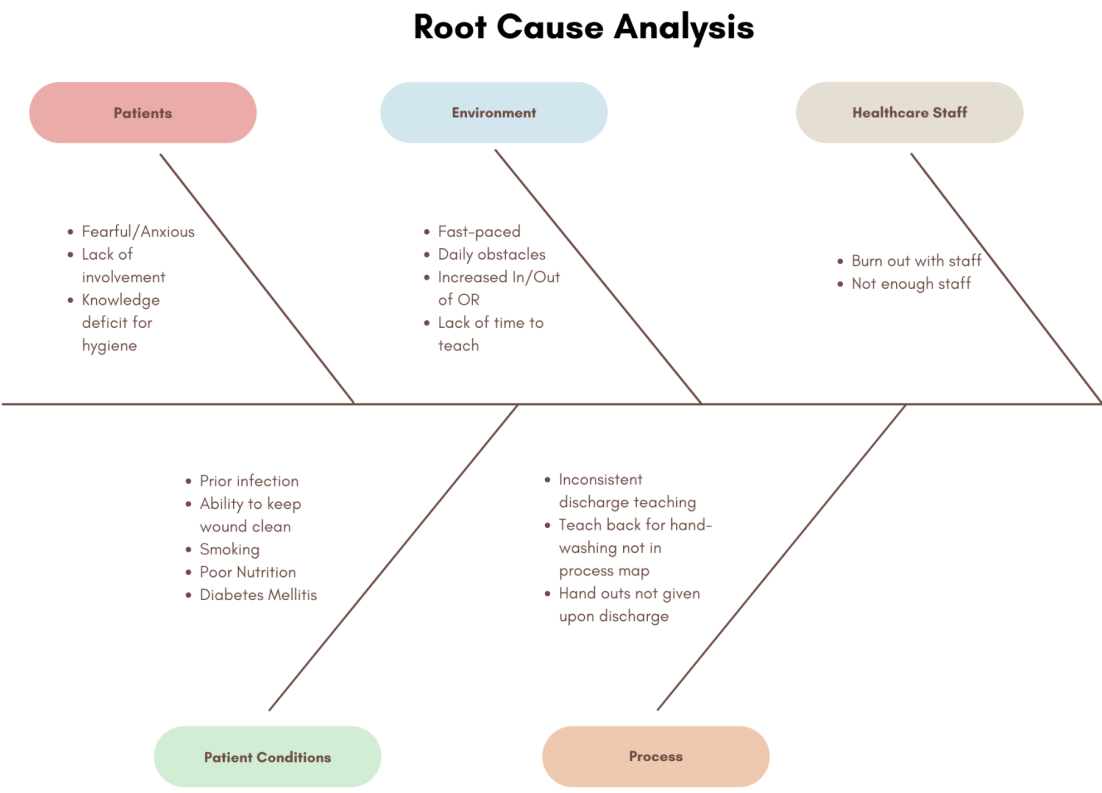 Root Cause Analysis
Patients
Environment
Healthcare Staff
• Fearful/Anxious
• Lack of
involvement
• Knowledge
deficit for
hygiene
• Fast-paced
• Daily obstacles
• Increased In/Out
of OR
• Lack of time to
teach
• Burn out with staff
• Not enough staff
• Prior infection
• Ability to keep
wound clean
• Smoking
• Poor Nutrition
• Diabetes Mellitis
• Inconsistent
discharge teaching
• Teach back for hand-
washing not in
process map
• Hand outs not given
upon discharge
Patient Conditions
Process